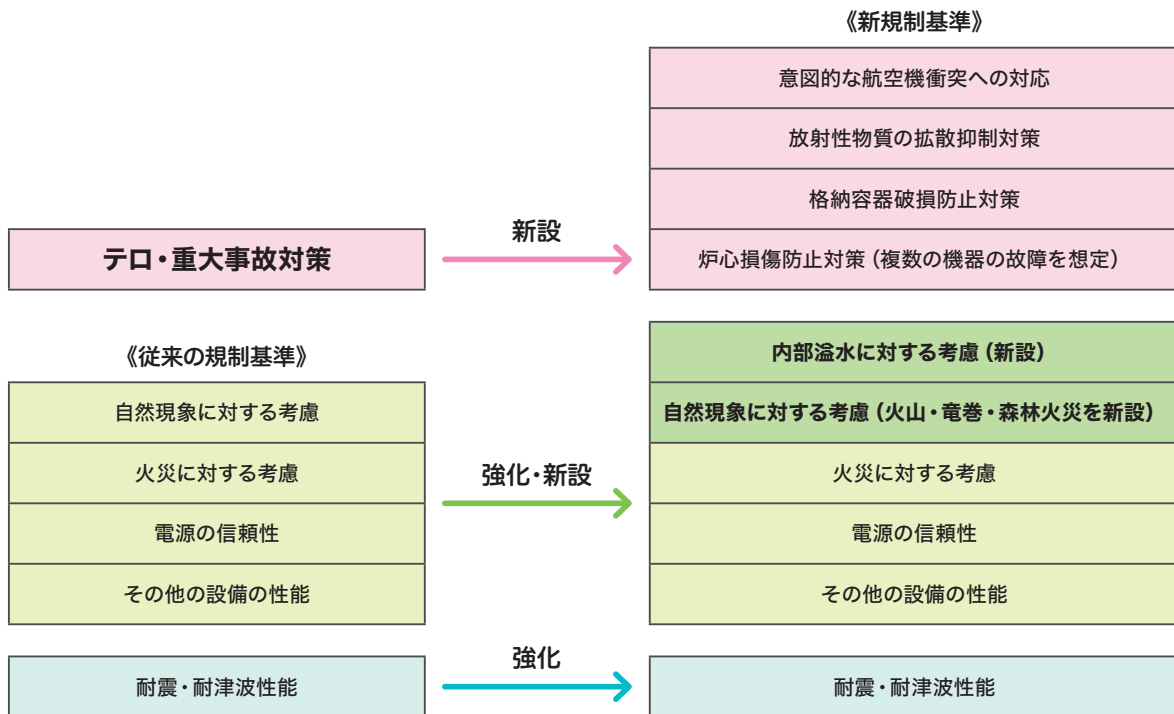 《新規制基準》
意図的な航空機衝突への対応
放射性物質の拡散抑制対策
格納容器破損防止対策
テロ・重大事故対策
新設
炉心損傷防止対策（複数の機器の故障を想定）
《従来の規制基準》
自然現象に対する考慮
火災に対する考慮
電源の信頼性
その他の設備の性能
強化・新設
内部溢水に対する考慮（新設）
自然現象に対する考慮（火山・竜巻・森林火災を新設）
火災に対する考慮
電源の信頼性
その他の設備の性能
耐震・耐津波性能
強化
耐震・耐津波性能